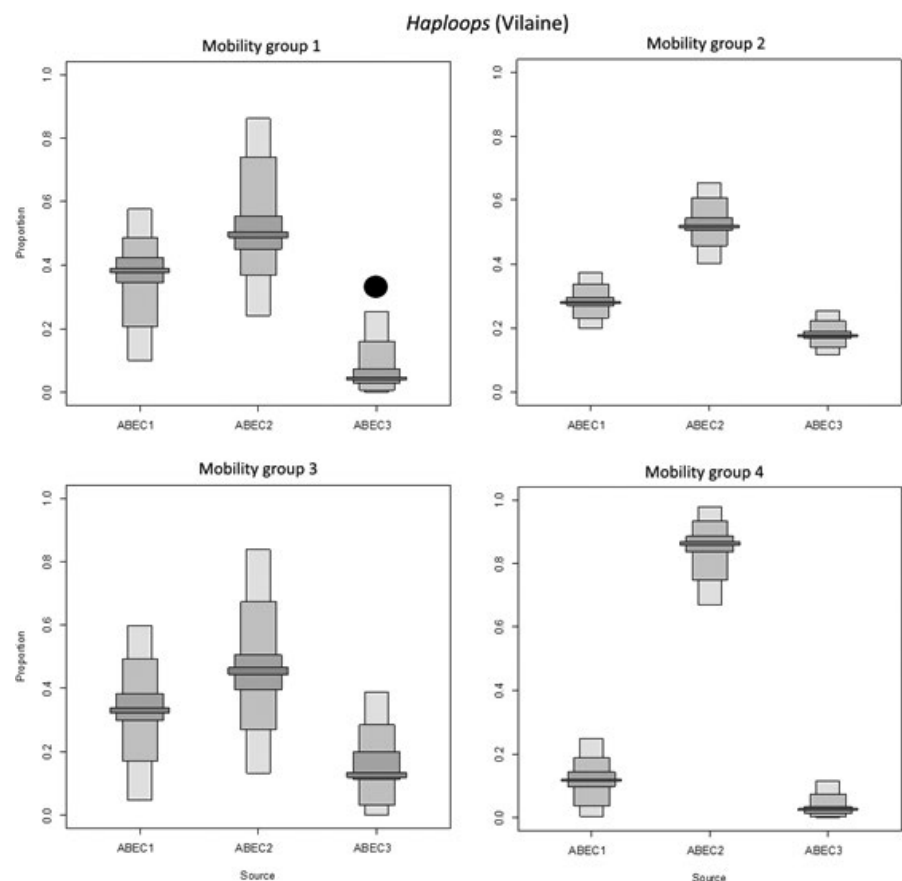 Haploops (Vilaine)
Mobility group 1
Proportion
0.0
0.2
0.4
0.6
0.8
1.0
ABEC1 ABEC2 ABEC3
Mobility group 2
0.0
0.2
0.4
0.6
0.8
1.0
ABEC1 ABEC2 ABEC3
Mobility group 3
Proportion
0.0
0.2
0.4
0.6
0.8
1.0
ABEC1 ABEC2 ABEC3
Source
Mobility group 4
0.0
0.2
0.4
0.6
0.8
1.0
ABEC1 ABEC2 ABEC3
Source